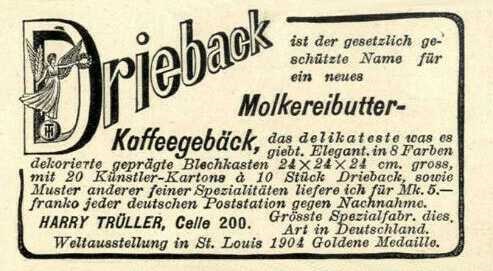 Drieback
ist der gesetzlich ge-
schützte Name für
ein neues
Molkereibutter-
Kaffeegebäck, das delikateste was es
giebt. Elegant. in 8 Farben
dekorierte geprägte Blechkasten 24×24×24 cm. gross,
mit 20 Künstler-Kartons à 10 Stück Drieback, sowie
Muster anderer feiner Spezialitäten liefere ich für Mk. 5.—
franko jeder deutschen Poststation gegen Nachnahme.
HARRY TRÜLLER, Celle 200. Grösste Spezialfabr. dies.
Art in Deutschland.
Weltausstellung in St. Louis 1904 Goldene Medaille.
HT